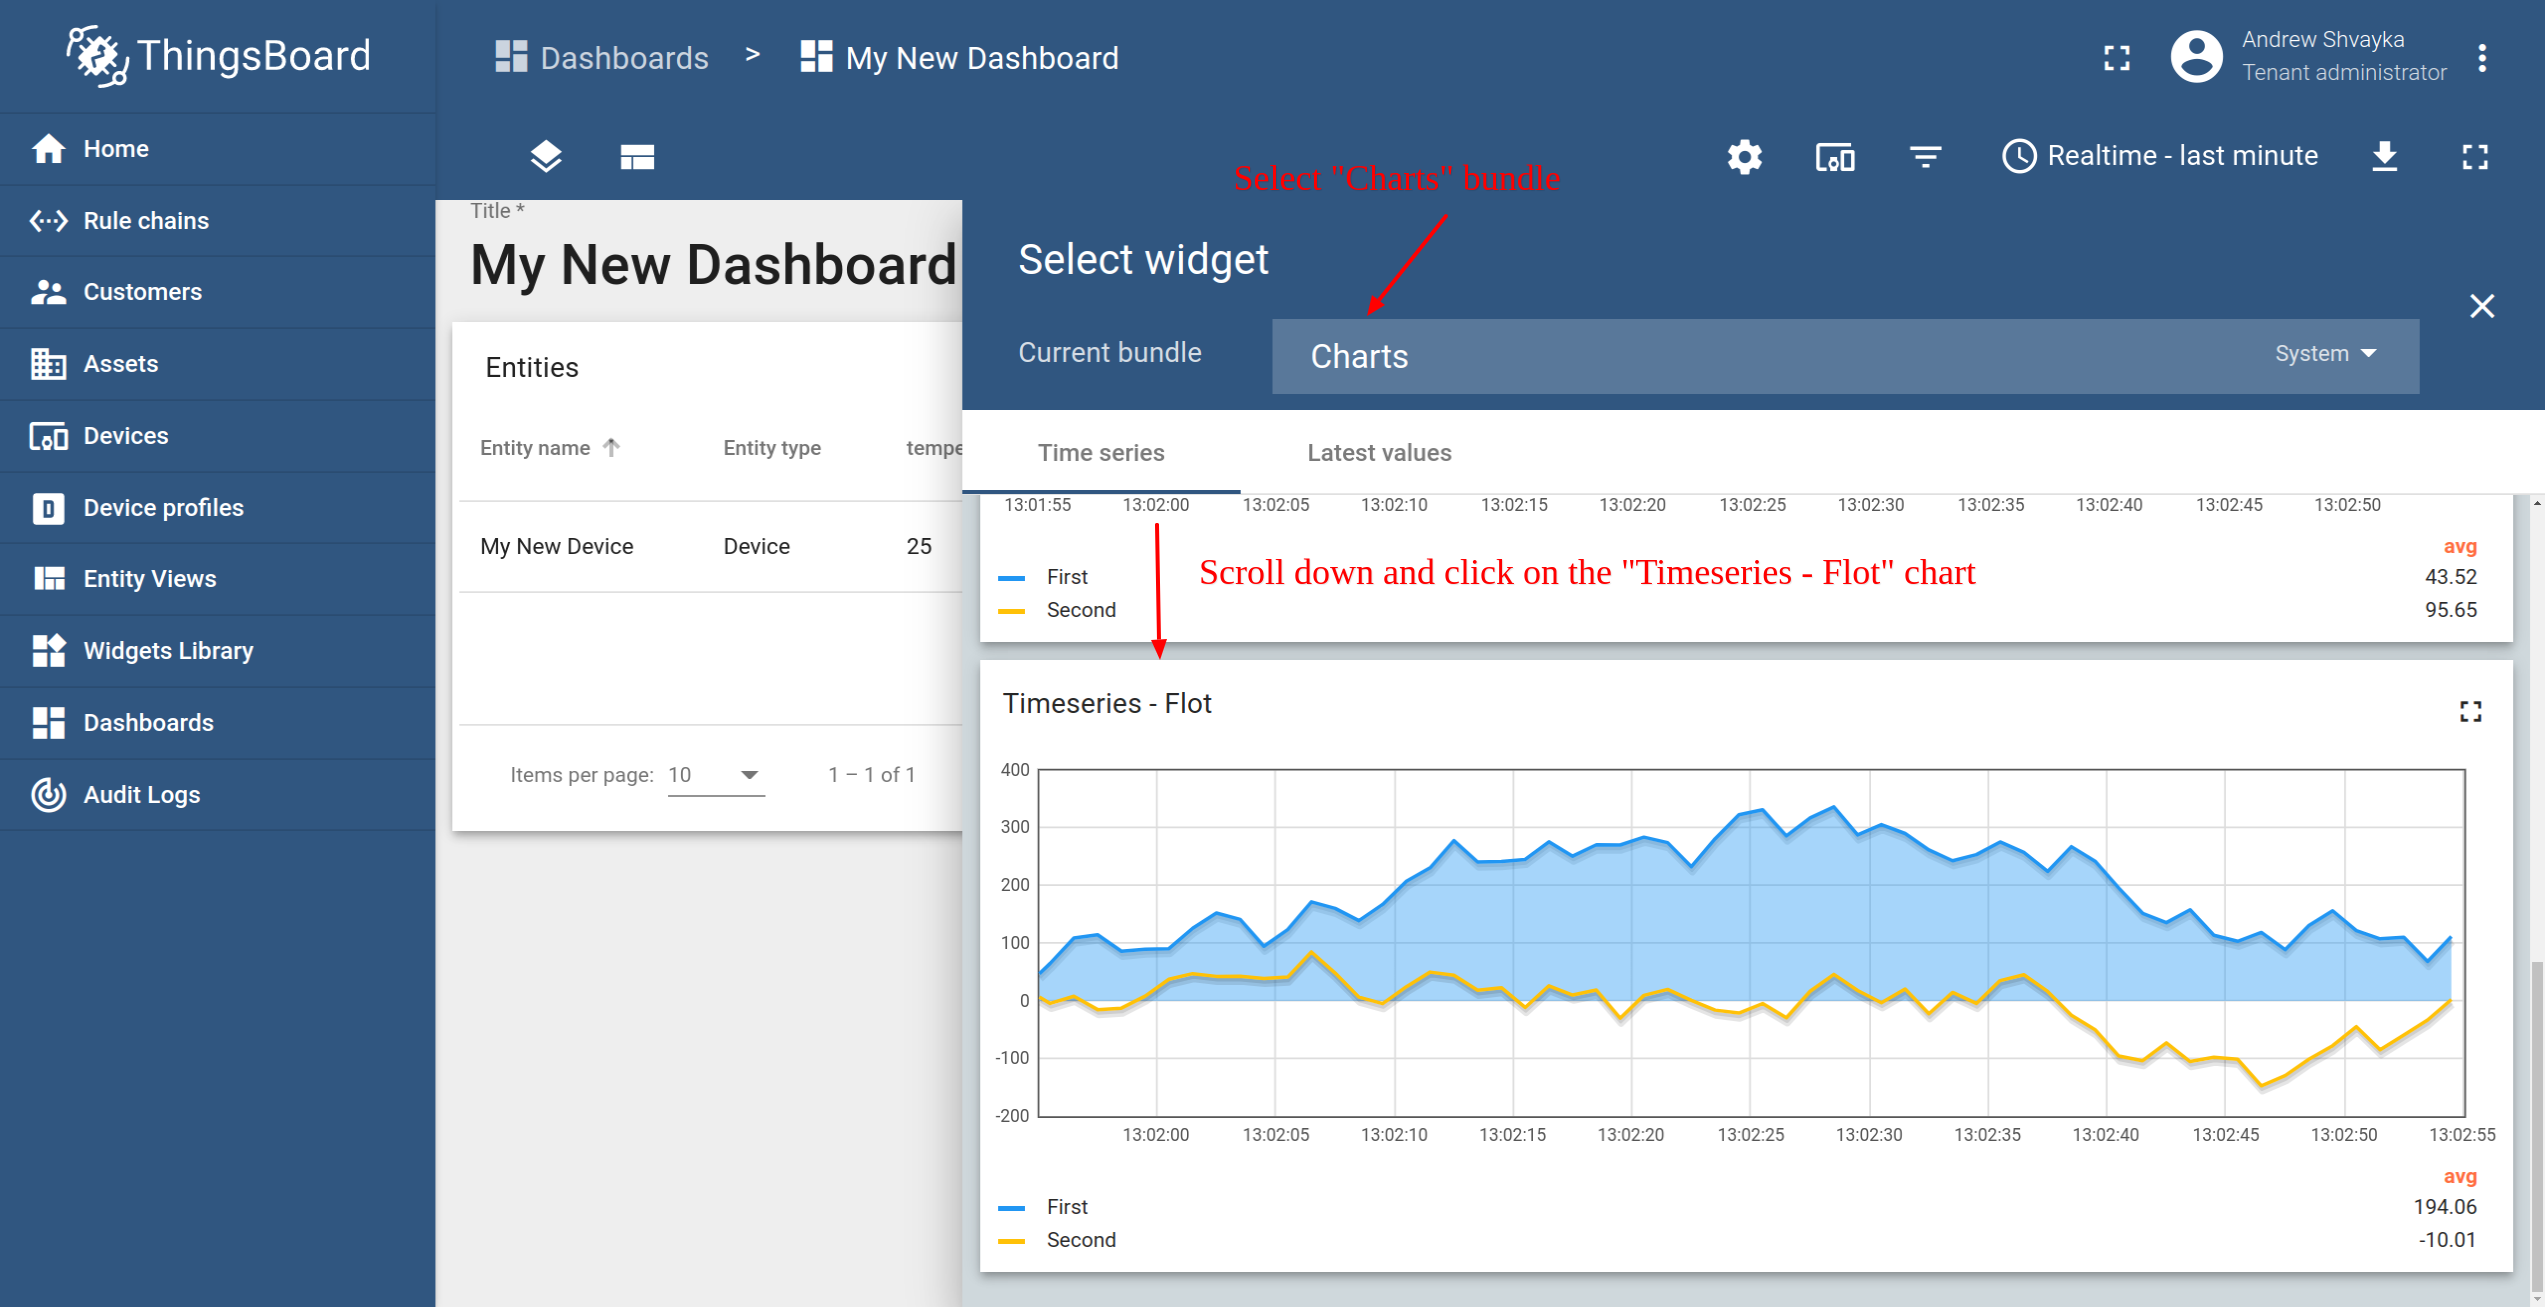 ThingsBoard
Dashboards > My New Dashboard
Andrew Shvayka
Tenant administrator
Home
Rule chains
Customers
Assets
Devices
D Device profiles
Entity Views
Widgets Library
Dashboards
Audit Logs
Realtime - last minute
Select "Charts" bundle
Title *
My New Dashboard
Entities
Entity name Entity type tempe
My New Device Device 25
Items per page: 10 1 – 1 of 1
Select widget
Current bundle Charts System
Time series Latest values
13:01:55 13:02:00 13:02:05 13:02:10 13:02:15 13:02:20 13:02:25 13:02:30 13:02:35 13:02:40 13:02:45 13:02:50
avg
First 43.52
Second 95.65
Scroll down and click on the "Timeseries - Flot" chart
Timeseries - Flot
400
300
200
100
0
-100
-200
13:02:00 13:02:05 13:02:10 13:02:15 13:02:20 13:02:25 13:02:30 13:02:35 13:02:40 13:02:45 13:02:50 13:02:55
avg
First 194.06
Second -10.01